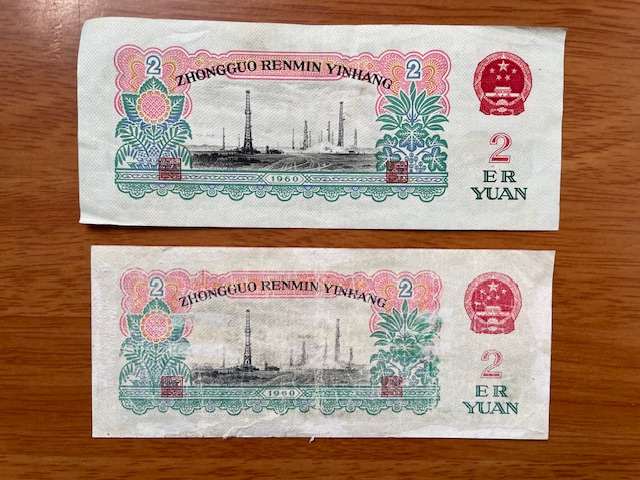 2 ZHONGGUO RENMIN YINHANG 2
2
ER
YUAN
1960
2 ZHONGGUO RENMIN YINHANG 2
2
ER
YUAN
1960